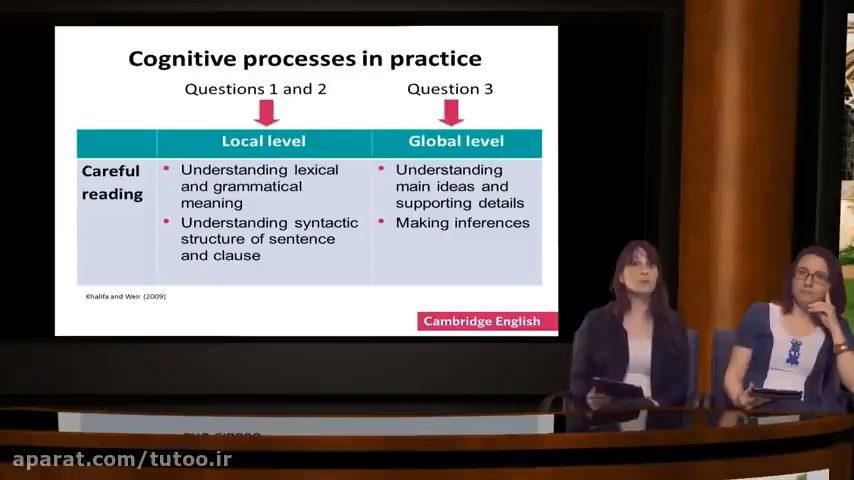 Cognitive processes in practice
Questions 1 and 2
Question 3
Local level
Global level
Careful
reading
• Understanding lexical
and grammatical
meaning
• Understanding syntactic
structure of sentence
and clause
• Understanding
main ideas and
supporting details
• Making inferences
Khalifa and Weir (2009)
Cambridge English
aparat.com/tutoo.ir